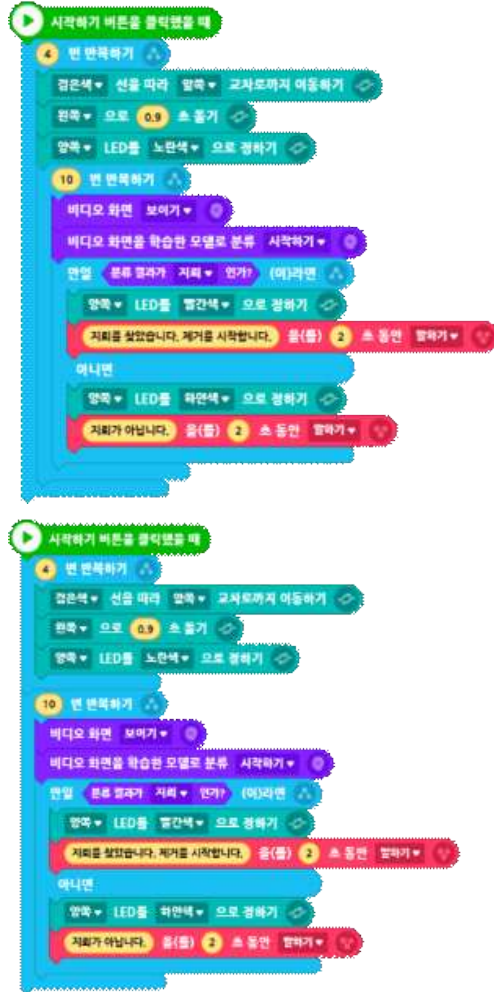 시작하기 버튼을 클릭했을 때
4 번 반복하기
검은색 선을 따라 앞쪽 교차로까지 이동하기
왼쪽 으로 0.9 초 돌기
양쪽 LED를 노란색 으로 정하기
10 번 반복하기
비디오 화면 보이기
비디오 화면을 학습한 모델로 분류 시작하기
만일 분류 결과가 지뢰 인가? (이)라면
양쪽 LED를 빨간색 으로 정하기
지뢰를 찾았습니다. 제거를 시작합니다. 을(를) 2 초 동안 말하기
아니면
양쪽 LED를 하얀색 으로 정하기
지뢰가 아닙니다. 을(를) 2 초 동안 말하기
시작하기 버튼을 클릭했을 때
4 번 반복하기
검은색 선을 따라 앞쪽 교차로까지 이동하기
왼쪽 으로 0.9 초 돌기
양쪽 LED를 노란색 으로 정하기
10 번 반복하기
비디오 화면 보이기
비디오 화면을 학습한 모델로 분류 시작하기
만일 분류 결과가 지뢰 인가? (이)라면
양쪽 LED를 빨간색 으로 정하기
지뢰를 찾았습니다. 제거를 시작합니다. 을(를) 2 초 동안 말하기
아니면
양쪽 LED를 하얀색 으로 정하기
지뢰가 아닙니다. 을(를) 2 초 동안 말하기